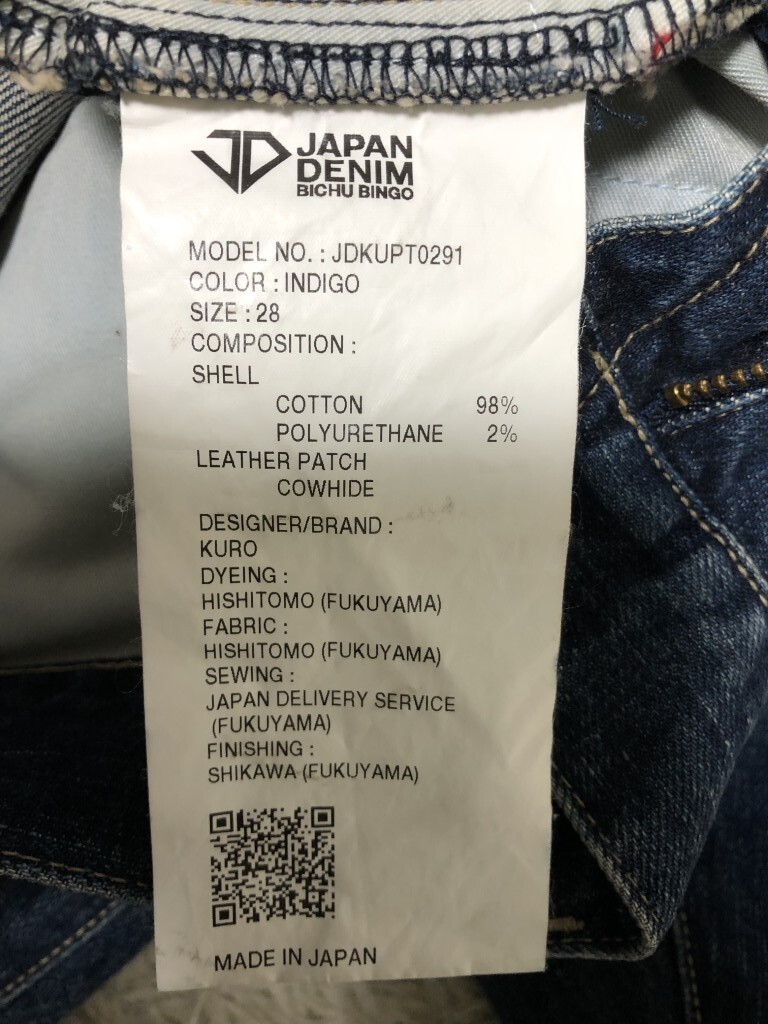 JD JAPAN
DENIM
BICHU BINGO
MODEL NO. : JDKUPT0291
COLOR : INDIGO
SIZE : 28
COMPOSITION :
SHELL
COTTON 98%
POLYURETHANE 2%
LEATHER PATCH
COWHIDE
DESIGNER/BRAND :
KURO
DYEING :
HISHITOMO (FUKUYAMA)
FABRIC :
HISHITOMO (FUKUYAMA)
SEWING :
JAPAN DELIVERY SERVICE
(FUKUYAMA)
FINISHING :
SHIKAWA (FUKUYAMA)
MADE IN JAPAN